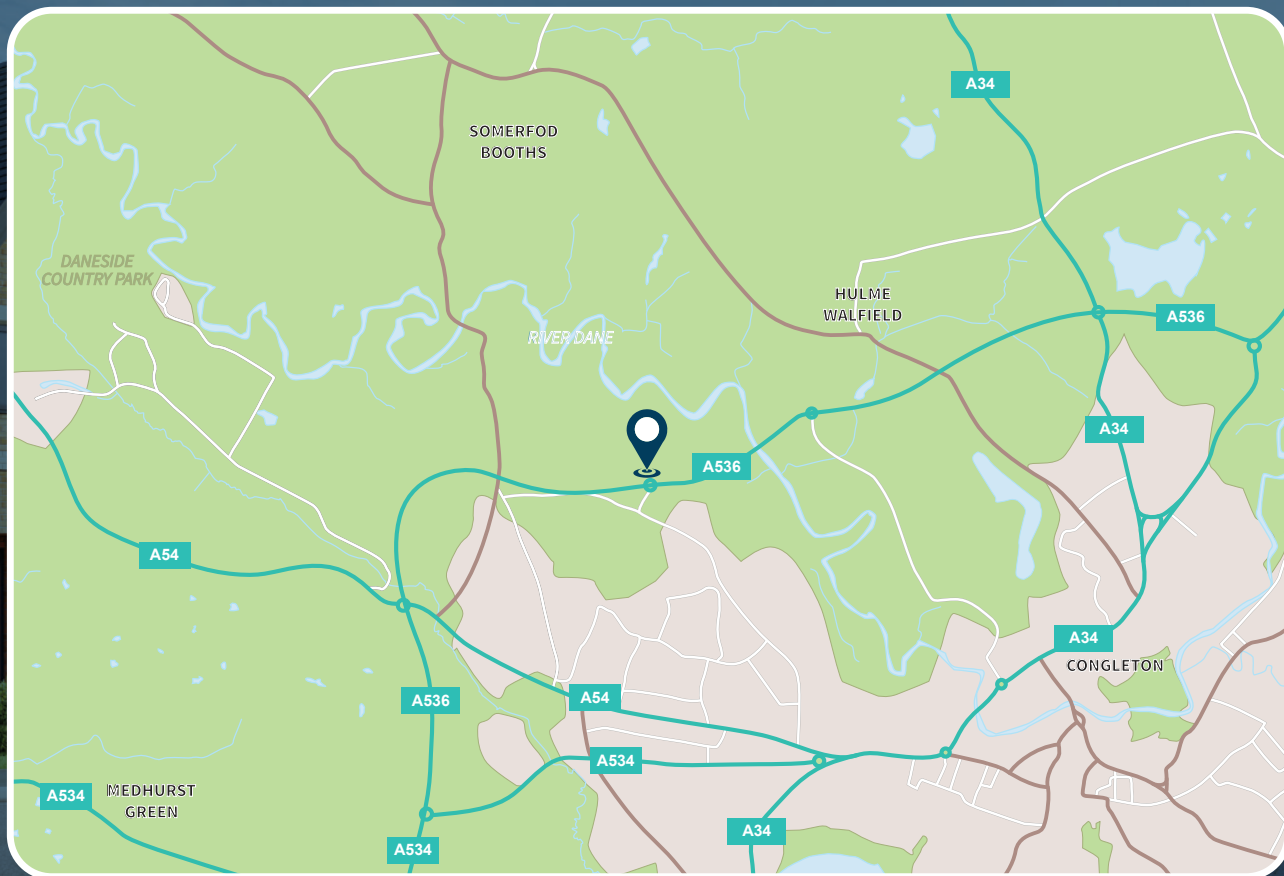 A34
SOMERFOD
BOOTHS
DANESIDE
COUNTRY PARK
HULME
WALFIELD
A536
RIVER DANE
A34
A536
A54
A34
CONGLETON
A536
A54
A534
A534
MEDHURST
GREEN
A34
A534